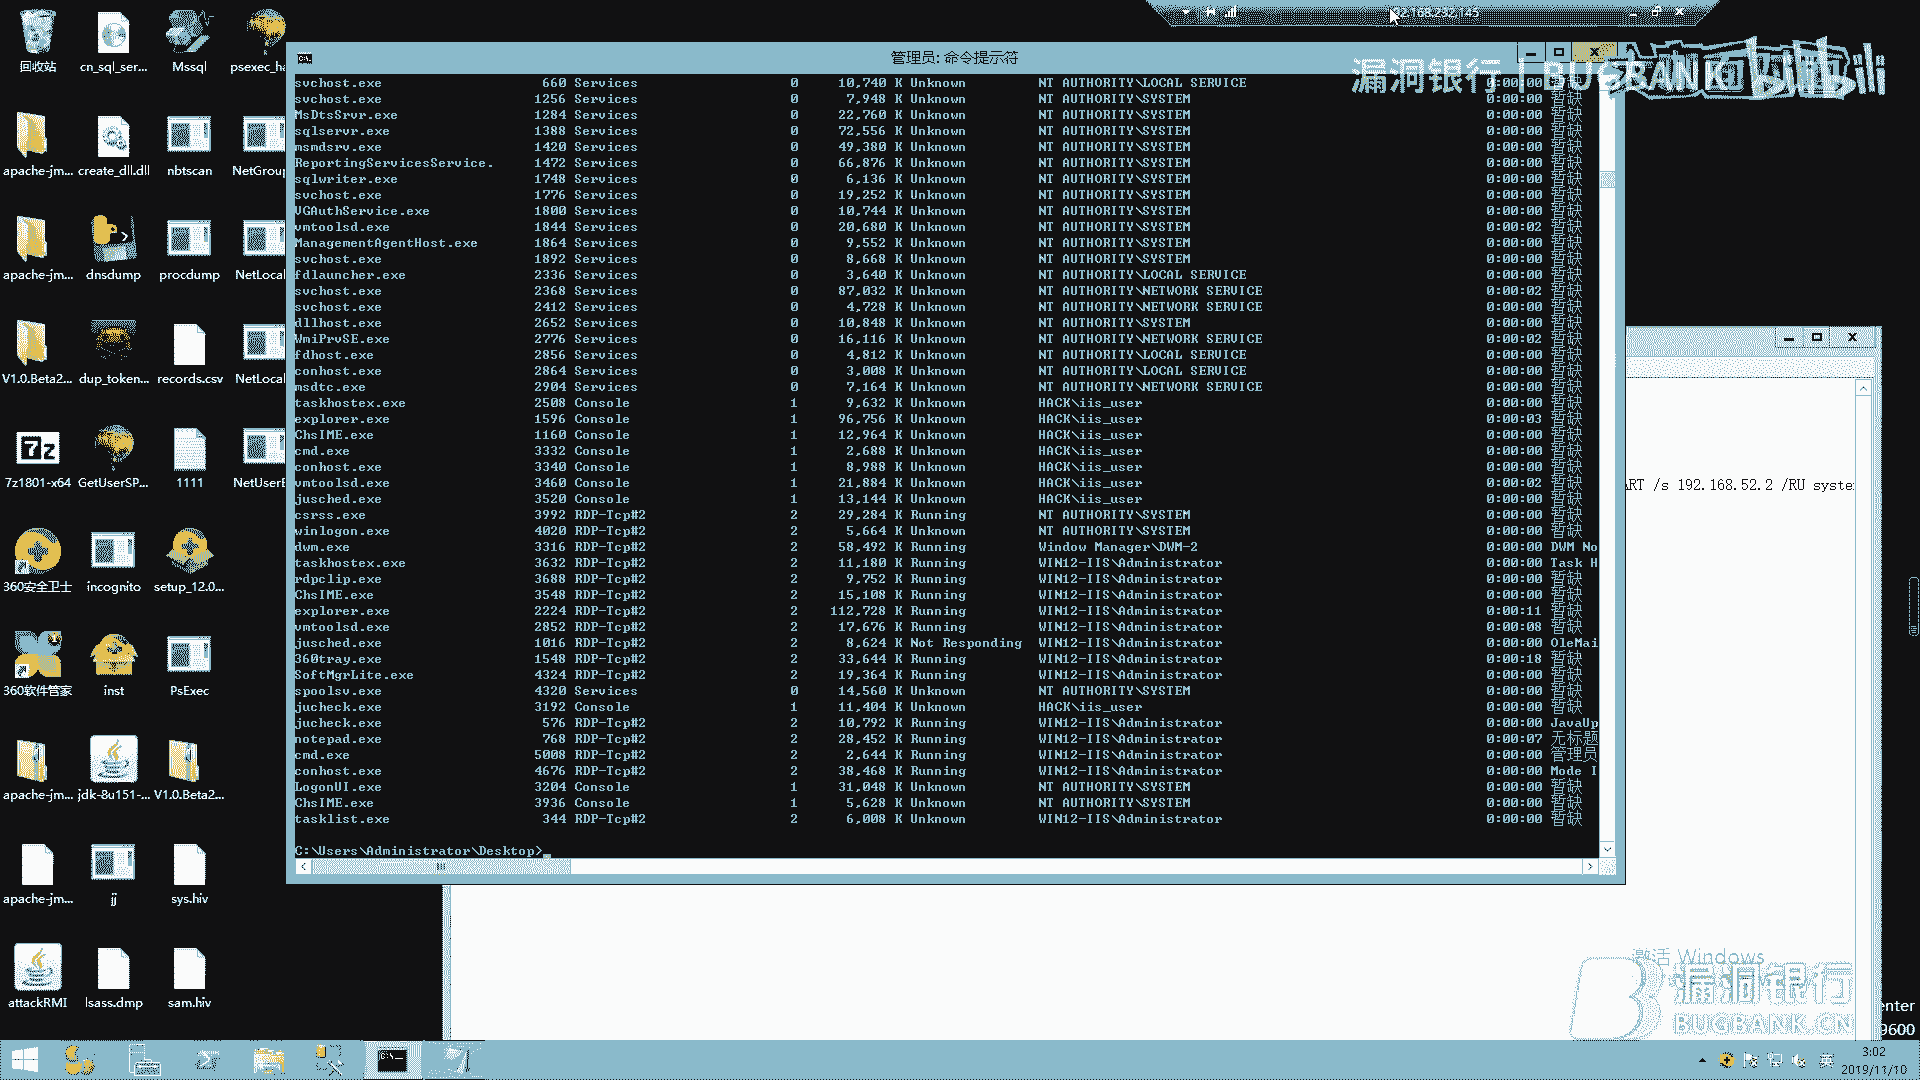 192.168.232.145
管理员: 命令提示符
漏洞银行 | BUGBANK bilibili
svchost.exe 660 Services 0 10,740 K Unknown NT AUTHORITY\LOCAL SERVICE 0:00:00 暂缺
svchost.exe 1256 Services 0 7,948 K Unknown NT AUTHORITY\SYSTEM 0:00:00 暂缺
MsDtsSrvr.exe 1284 Services 0 22,760 K Unknown NT AUTHORITY\SYSTEM 0:00:00 暂缺
sqlservr.exe 1388 Services 0 72,556 K Unknown NT AUTHORITY\SYSTEM 0:00:00 暂缺
msmdsrv.exe 1420 Services 0 49,380 K Unknown NT AUTHORITY\SYSTEM 0:00:00 暂缺
ReportingServicesService. 1472 Services 0 66,876 K Unknown NT AUTHORITY\SYSTEM 0:00:00 暂缺
sqlwriter.exe 1748 Services 0 6,136 K Unknown NT AUTHORITY\SYSTEM 0:00:00 暂缺
svchost.exe 1776 Services 0 19,252 K Unknown NT AUTHORITY\SYSTEM 0:00:00 暂缺
VGAuthService.exe 1800 Services 0 10,744 K Unknown NT AUTHORITY\SYSTEM 0:00:00 暂缺
vmtoolsd.exe 1844 Services 0 20,680 K Unknown NT AUTHORITY\SYSTEM 0:00:02 暂缺
ManagementAgentHost.exe 1864 Services 0 9,552 K Unknown NT AUTHORITY\SYSTEM 0:00:00 暂缺
svchost.exe 1892 Services 0 8,668 K Unknown NT AUTHORITY\SYSTEM 0:00:00 暂缺
fdlauncher.exe 2336 Services 0 3,640 K Unknown NT AUTHORITY\LOCAL SERVICE 0:00:00 暂缺
svchost.exe 2368 Services 0 87,032 K Unknown NT AUTHORITY\NETWORK SERVICE 0:00:02 暂缺
svchost.exe 2412 Services 0 4,728 K Unknown NT AUTHORITY\NETWORK SERVICE 0:00:00 暂缺
dllhost.exe 2652 Services 0 10,848 K Unknown NT AUTHORITY\SYSTEM 0:00:00 暂缺
WmiPrvSE.exe 2776 Services 0 16,116 K Unknown NT AUTHORITY\NETWORK SERVICE 0:00:02 暂缺
fdhost.exe 2856 Services 0 4,812 K Unknown NT AUTHORITY\LOCAL SERVICE 0:00:00 暂缺
conhost.exe 2864 Services 0 3,008 K Unknown NT AUTHORITY\LOCAL SERVICE 0:00:00 暂缺
msdtc.exe 2904 Services 0 7,164 K Unknown NT AUTHORITY\NETWORK SERVICE 0:00:00 暂缺
taskhostex.exe 2508 Console 1 9,632 K Unknown HACK\iis_user 0:00:00 暂缺
explorer.exe 1596 Console 1 96,756 K Unknown HACK\iis_user 0:00:03 暂缺
ChsIME.exe 1160 Console 1 12,964 K Unknown HACK\iis_user 0:00:00 暂缺
cmd.exe 3332 Console 1 2,688 K Unknown HACK\iis_user 0:00:00 暂缺
conhost.exe 3340 Console 1 8,988 K Unknown HACK\iis_user 0:00:00 暂缺
vmtoolsd.exe 3460 Console 1 21,884 K Unknown HACK\iis_user 0:00:02 暂缺
jusched.exe 3520 Console 1 13,144 K Unknown HACK\iis_user 0:00:00 暂缺
csrss.exe 3992 RDP-Tcp#2 2 29,284 K Running NT AUTHORITY\SYSTEM 0:00:00 暂缺
winlogon.exe 4020 RDP-Tcp#2 2 5,664 K Unknown NT AUTHORITY\SYSTEM 0:00:00 暂缺
dwm.exe 3316 RDP-Tcp#2 2 58,492 K Running Window Manager\DWM-2 0:00:00 DWM No
taskhostex.exe 3632 RDP-Tcp#2 2 11,180 K Running WIN12-IIS\Administrator 0:00:00 Task H
rdpclip.exe 3688 RDP-Tcp#2 2 9,752 K Running WIN12-IIS\Administrator 0:00:00 暂缺
ChsIME.exe 3548 RDP-Tcp#2 2 15,108 K Running WIN12-IIS\Administrator 0:00:00 暂缺
explorer.exe 2224 RDP-Tcp#2 2 112,728 K Running WIN12-IIS\Administrator 0:00:11 暂缺
vmtoolsd.exe 2852 RDP-Tcp#2 2 17,676 K Running WIN12-IIS\Administrator 0:00:08 暂缺
jusched.exe 1016 RDP-Tcp#2 2 8,624 K Not Responding WIN12-IIS\Administrator 0:00:00 OleMai
360tray.exe 1548 RDP-Tcp#2 2 33,644 K Running WIN12-IIS\Administrator 0:00:18 暂缺
SoftMgrLite.exe 4324 RDP-Tcp#2 2 19,364 K Running WIN12-IIS\Administrator 0:00:00 暂缺
spoolsv.exe 4320 Services 0 14,560 K Unknown NT AUTHORITY\SYSTEM 0:00:00 暂缺
jucheck.exe 3192 Console 1 11,404 K Unknown HACK\iis_user 0:00:00 暂缺
jucheck.exe 576 RDP-Tcp#2 2 10,792 K Running WIN12-IIS\Administrator 0:00:00 JavaUp
notepad.exe 768 RDP-Tcp#2 2 28,452 K Running WIN12-IIS\Administrator 0:00:07 无标题
cmd.exe 5008 RDP-Tcp#2 2 2,644 K Running WIN12-IIS\Administrator 0:00:00 管理员
conhost.exe 4676 RDP-Tcp#2 2 38,468 K Running WIN12-IIS\Administrator 0:00:00 Mode I
LogonUI.exe 3204 Console 1 31,048 K Unknown NT AUTHORITY\SYSTEM 0:00:00 暂缺
ChsIME.exe 3936 Console 1 5,628 K Unknown NT AUTHORITY\SYSTEM 0:00:00 暂缺
tasklist.exe 344 RDP-Tcp#2 2 6,008 K Unknown WIN12-IIS\Administrator 0:00:00 暂缺
C:\Users\Administrator\Desktop>
回收站 cn_sql_ser... Mssql psexec_ha
apache-jm... create_dll.dll nbtscan NetGroup
apache-jm... dnsdump procdump NetLocal
V1.0.Beta2... dup_token... records.csv NetLocal
7z1801-x64 GetUserSP... 1111 NetUserE
360安全卫士 incognito setup_12.0...
360软件管家 inst PsExec
apache-jm... jdk-8u151-... V1.0.Beta2...
apache-jm... jj sys.hiv
attackRMI lsass.dmp sam.hiv
ART /s 192.168.52.2 /RU syste
激活 Windows
漏洞银行
BUGBANK.CN
enter
9600
英
3:02
2019/11/10